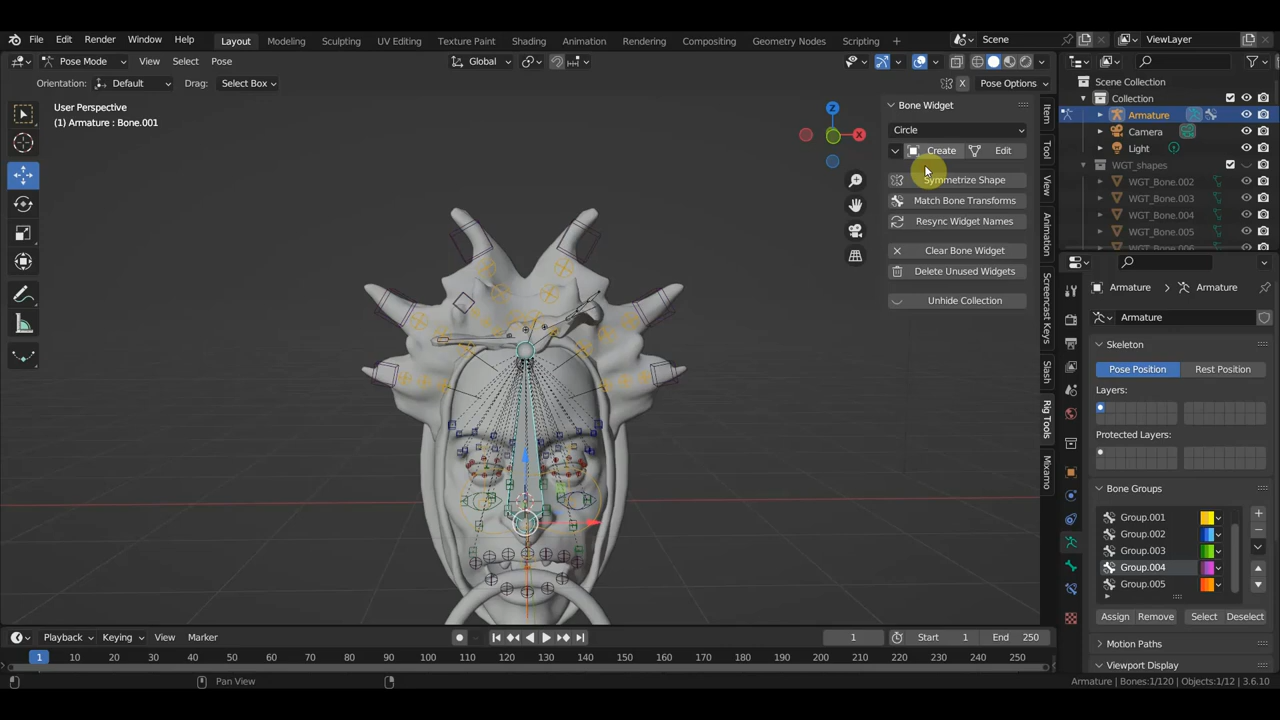 File Edit Render Window Help
Layout Modeling Sculpting UV Editing Texture Paint Shading Animation Rendering Compositing Geometry Nodes Scripting +
Scene ViewLayer
Pose Mode View Select Pose Global
Orientation: Default Drag: Select Box X Pose Options
User Perspective
(1) Armature : Bone.001
Z
X
Bone Widget
Circle
Create Edit
Symmetrize Shape
Match Bone Transforms
Resync Widget Names
Clear Bone Widget
Delete Unused Widgets
Unhide Collection
Item
Tool
View
Animation
Screencast Keys
Slash
Rig Tools
Mixamo
Scene Collection
Collection
Armature
Camera
Light
WGT_shapes
WGT_Bone.002
WGT_Bone.003
WGT_Bone.004
WGT_Bone.005
Armature Armature
Armature
Skeleton
Pose Position Rest Position
Layers:
Protected Layers:
Bone Groups
Group.001
Group.002
Group.003
Group.004
Group.005
Assign Remove Select Deselect
Motion Paths
Viewport Display
Playback Keying View Marker 1 Start 1 End 250
1 10 20 30 40 50 60 70 80 90 100 110 120 130 140 150 160 170 180 190 200 210 220 230 240 250
Pan View
Armature | Bones:1/120 | Objects:1/12 | 3.6.10